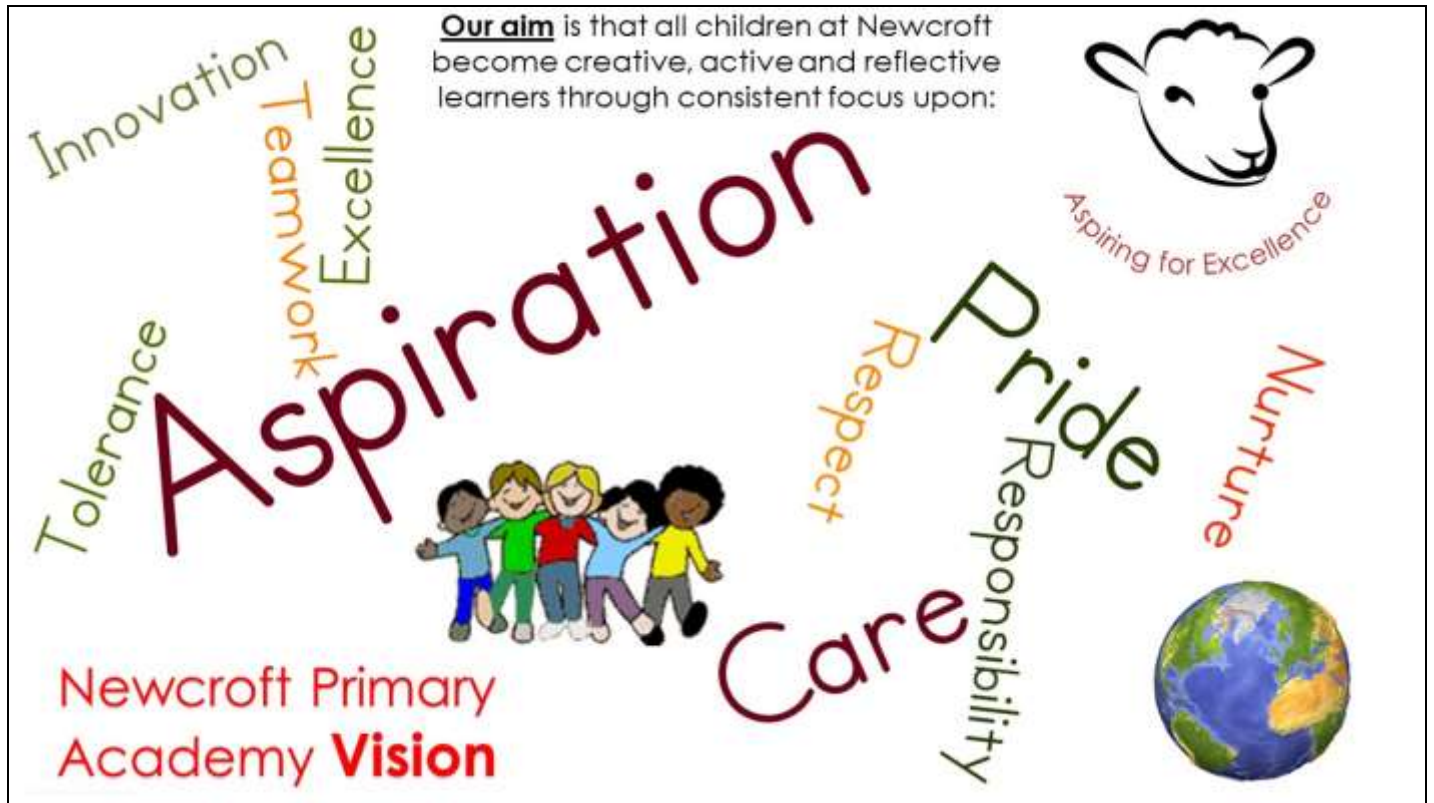 Our aim is that all children at Newcroft
become creative, active and reflective
learners through consistent focus upon:
Innovation
Teamwork
Excellence
Aspiration
Tolerance
Aspiring for Excellence
Pride
Respect
Nurture
Responsibility
Care
Newcroft Primary
Academy Vision